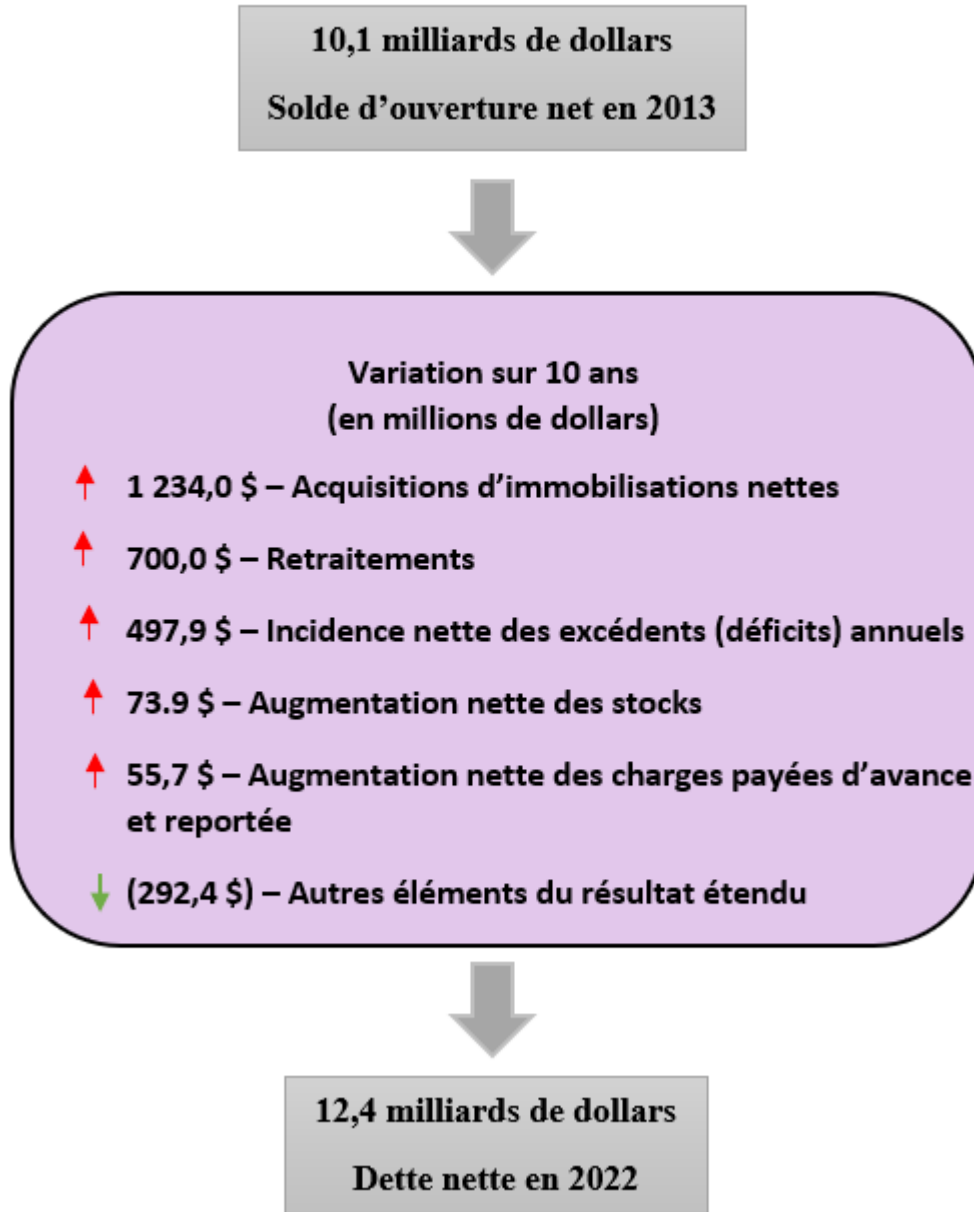 10,1 milliards de dollars
Solde d’ouverture net en 2013
Variation sur 10 ans
(en millions de dollars)
1 234,0 $ – Acquisitions d’immobilisations nettes
700,0 $ – Retraitements
497,9 $ – Incidence nette des excédents (déficits) annuels
73.9 $ – Augmentation nette des stocks
55,7 $ – Augmentation nette des charges payées d’avance
et reportée
(292,4 $) – Autres éléments du résultat étendu
12,4 milliards de dollars
Dette nette en 2022